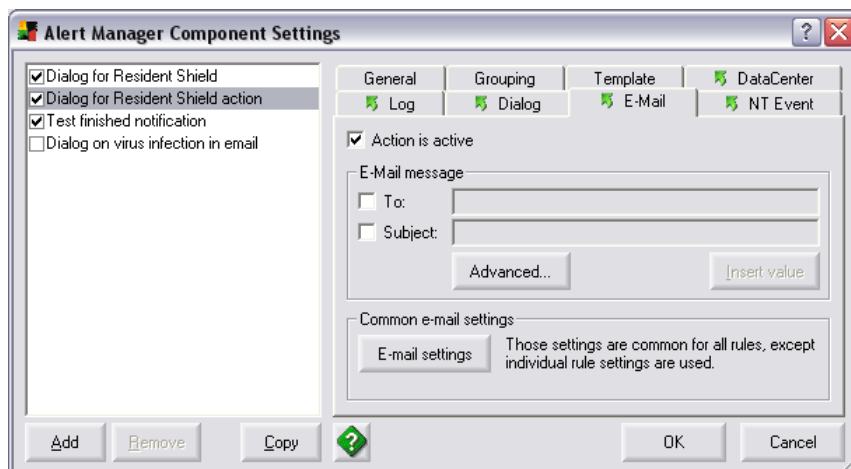 Alert Manager Component Settings
Dialog for Resident Shield
Dialog for Resident Shield action
Test finished notification
Dialog on virus infection in email
General Grouping Template DataCenter
Log Dialog E-Mail NT Event
Action is active
E-Mail message
To:
Subject:
Advanced... Insert value
Common e-mail settings
E-mail settings
Those settings are common for all rules, except
individual rule settings are used.
Add Remove Copy ? OK Cancel